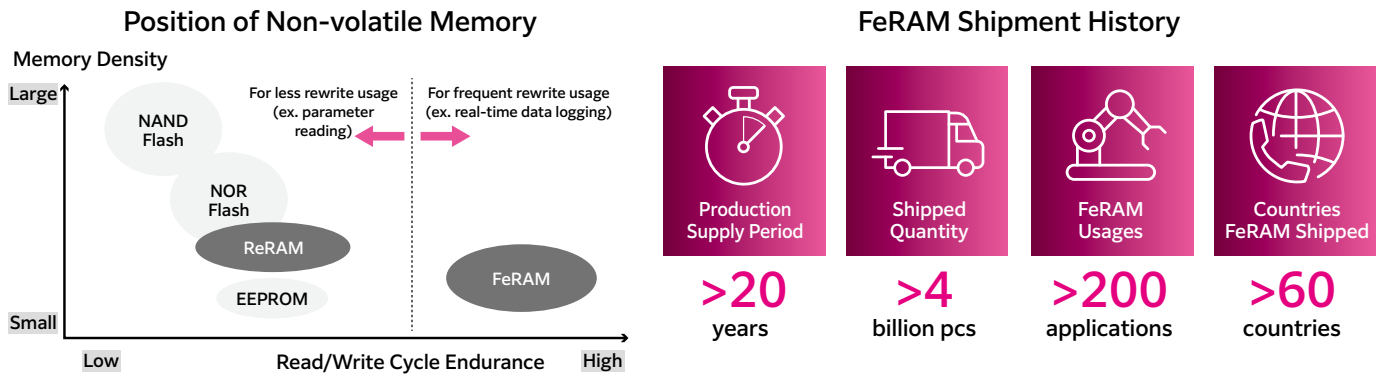 Position of Non-volatile Memory
Memory Density
Large
Small
For less rewrite usage
(ex. parameter
reading)
For frequent rewrite usage
(ex. real-time data logging)
NAND
Flash
NOR
Flash
ReRAM
EEPROM
FeRAM
Low
Read/Write Cycle Endurance
High
FeRAM Shipment History
Production
Supply Period
>20
years
Shipped
Quantity
>4
billion pcs
FeRAM
Usages
>200
applications
Countries
FeRAM Shipped
>60
countries